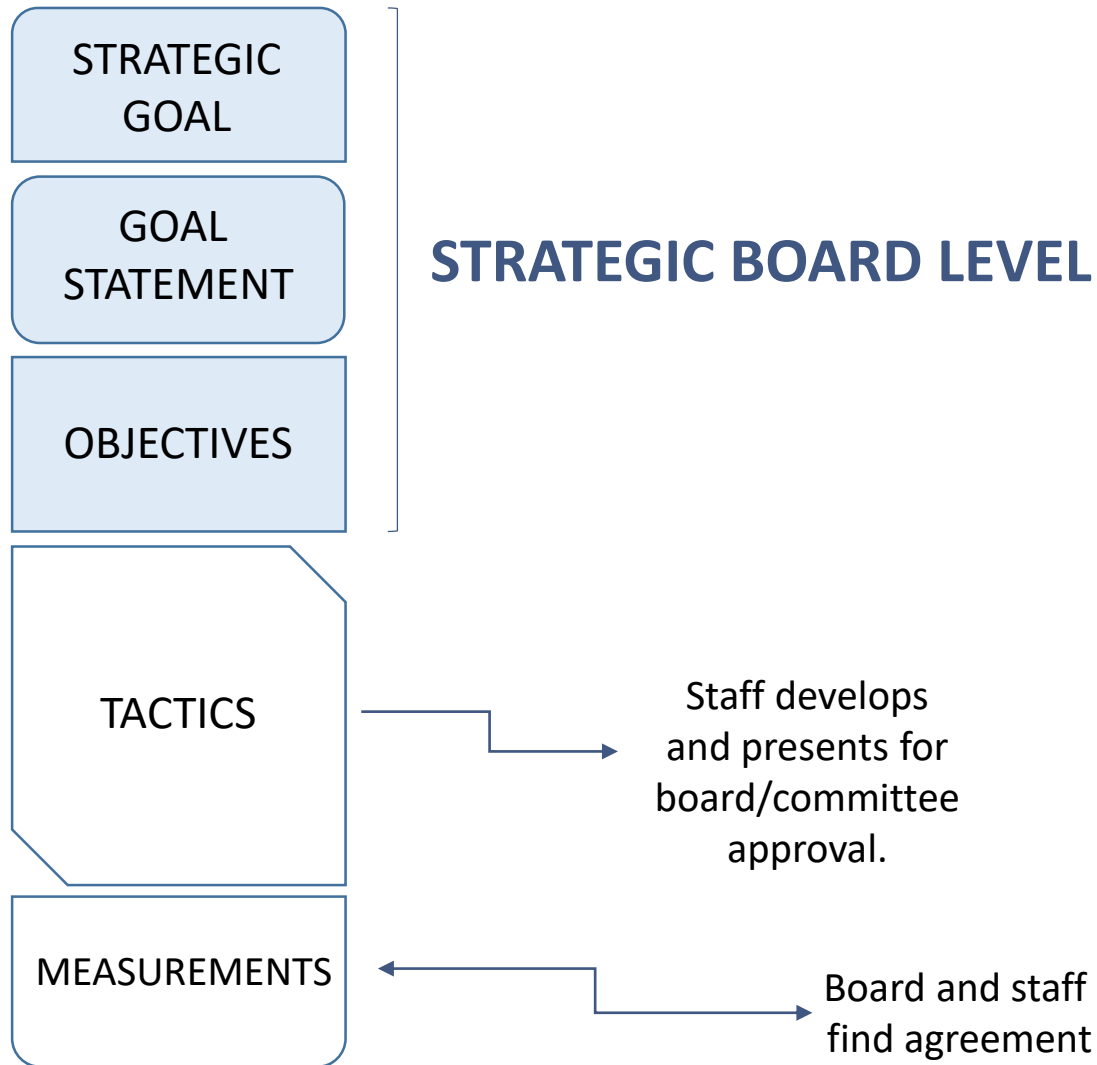 STRATEGIC
GOAL
GOAL
STATEMENT
STRATEGIC BOARD LEVEL
OBJECTIVES
TACTICS
Staff develops
and presents for
board/committee
approval.
MEASUREMENTS
Board and staff
find agreement